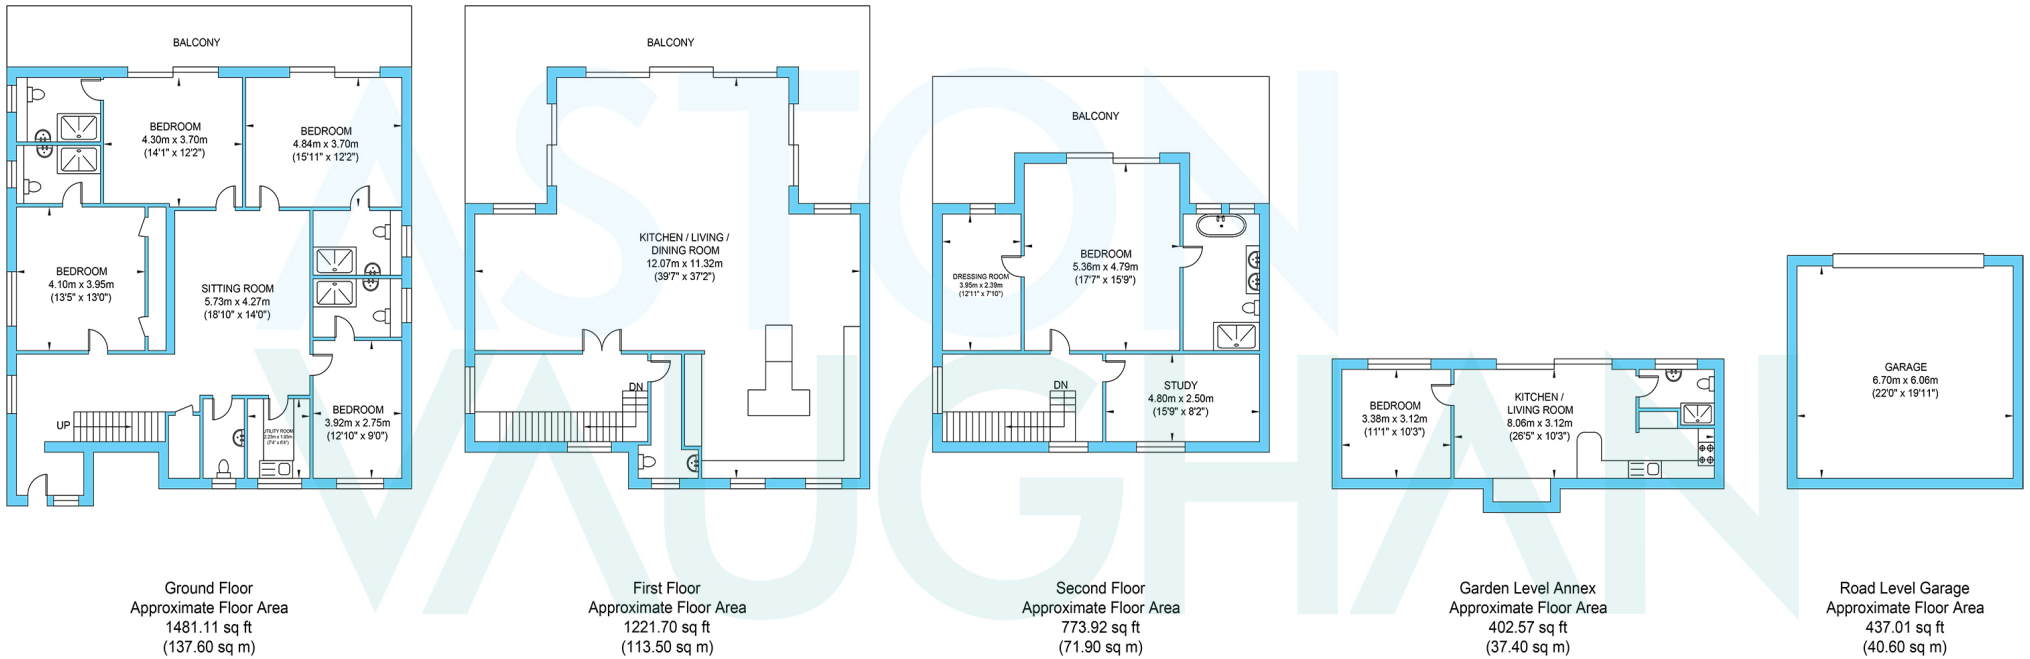 BALCONY
BEDROOM
4.30m x 3.70m
(14'1" x 12'2")
BEDROOM
4.84m x 3.70m
(15'11" x 12'2")
BEDROOM
4.10m x 3.95m
(13'5" x 13'0")
SITTING ROOM
5.73m x 4.27m
(18'10" x 14'0")
BEDROOM
3.92m x 2.75m
(12'10" x 9'0")
UP
UTILITY ROOM
Ground Floor
Approximate Floor Area
1481.11 sq ft
(137.60 sq m)
BALCONY
KITCHEN / LIVING /
DINING ROOM
12.07m x 11.32m
(39'7" x 37'2")
DN
First Floor
Approximate Floor Area
1221.70 sq ft
(113.50 sq m)
BALCONY
BEDROOM
5.36m x 4.79m
(17'7" x 15'9")
DRESSING ROOM
3.95m x 2.39m
(12'11" x 7'10")
DN
STUDY
4.80m x 2.50m
(15'9" x 8'2")
Second Floor
Approximate Floor Area
773.92 sq ft
(71.90 sq m)
BEDROOM
3.38m x 3.12m
(11'1" x 10'3")
KITCHEN /
LIVING ROOM
8.06m x 3.12m
(26'5" x 10'3")
Garden Level Annex
Approximate Floor Area
402.57 sq ft
(37.40 sq m)
GARAGE
6.70m x 6.06m
(22'0" x 19'11")
Road Level Garage
Approximate Floor Area
437.01 sq ft
(40.60 sq m)
ASTON
VAUGHAN